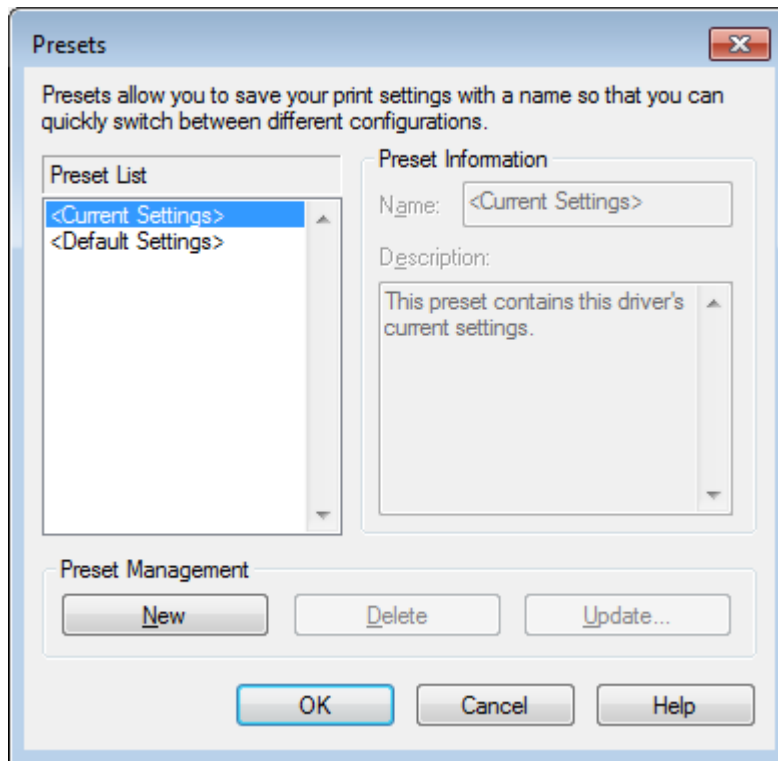 Presets
Presets allow you to save your print settings with a name so that you can
quickly switch between different configurations.
Preset List
<Current Settings>
<Default Settings>
Preset Information
Name: <Current Settings>
Description:
This preset contains this driver's
current settings.
Preset Management
New Delete Update...
OK Cancel Help